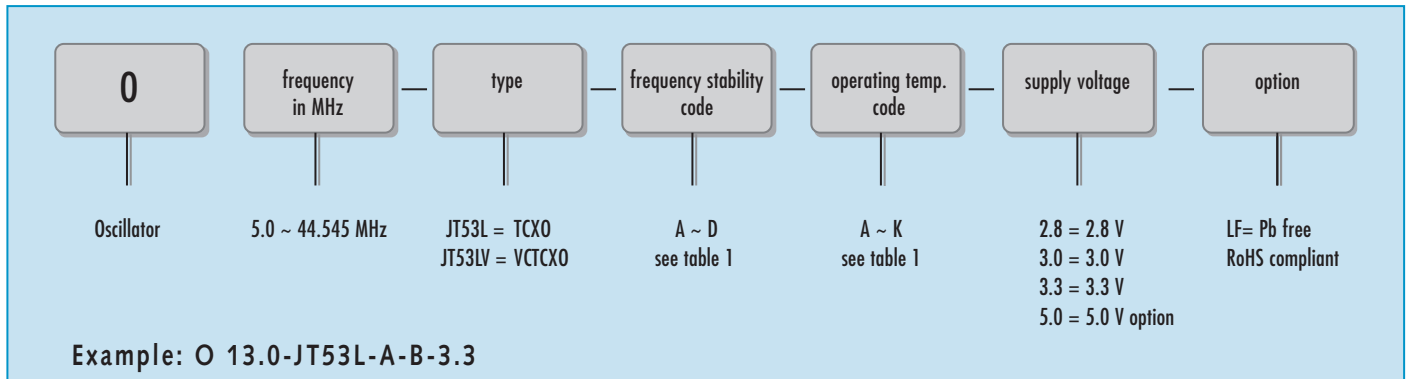 O
frequency
in MHz
—
type
—
frequency stability
code
—
operating temp.
code
—
supply voltage
—
option
Oscillator
5.0 ~ 44.545 MHz
JT53L = TCXO
JT53LV = VCTCXO
A ~ D
see table 1
A ~ K
see table 1
2.8 = 2.8 V
3.0 = 3.0 V
3.3 = 3.3 V
5.0 = 5.0 V option
LF= Pb free
RoHS compliant
Example: O 13.0-JT53L-A-B-3.3